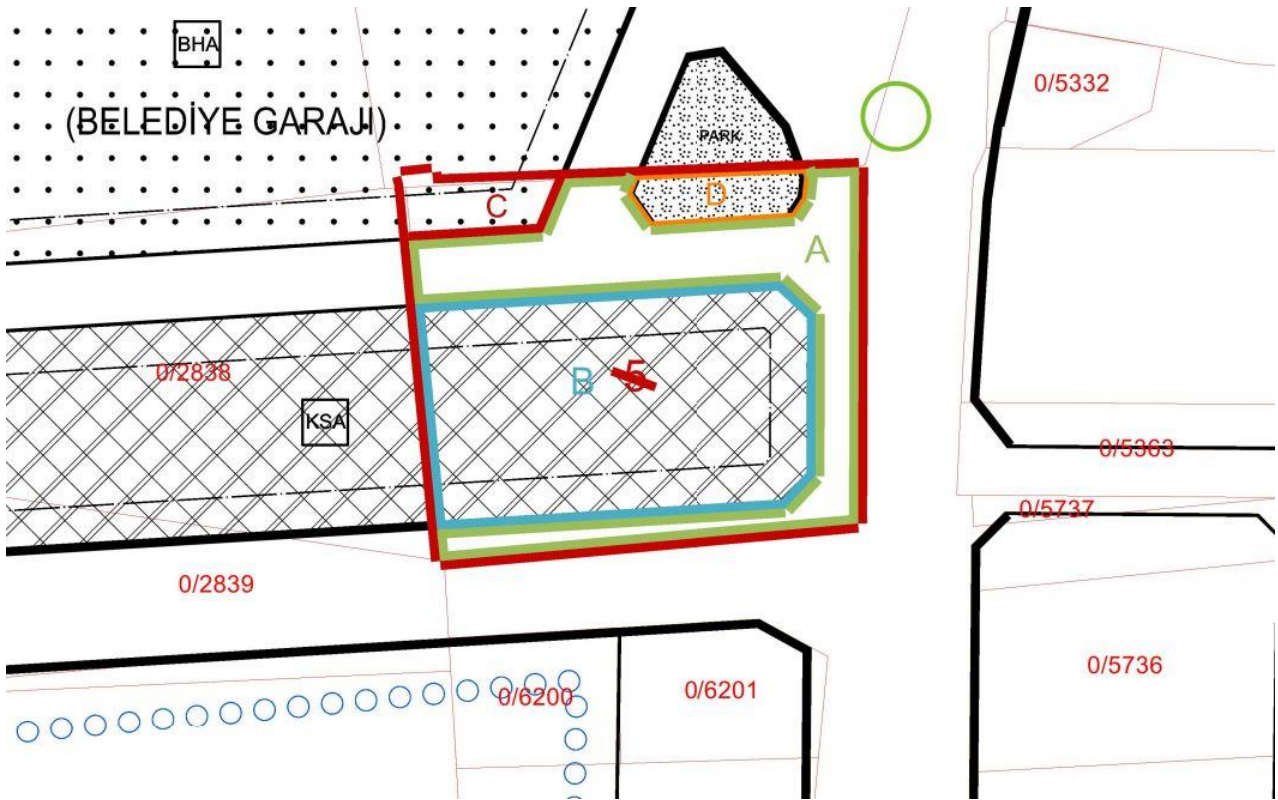 BHA
(BELEDİYE GARAJI)
0/5332
PARK
C
D
A
0/2838
B
5
KSA
0/5363
0/5737
0/2839
0/5736
0/6200
0/6201